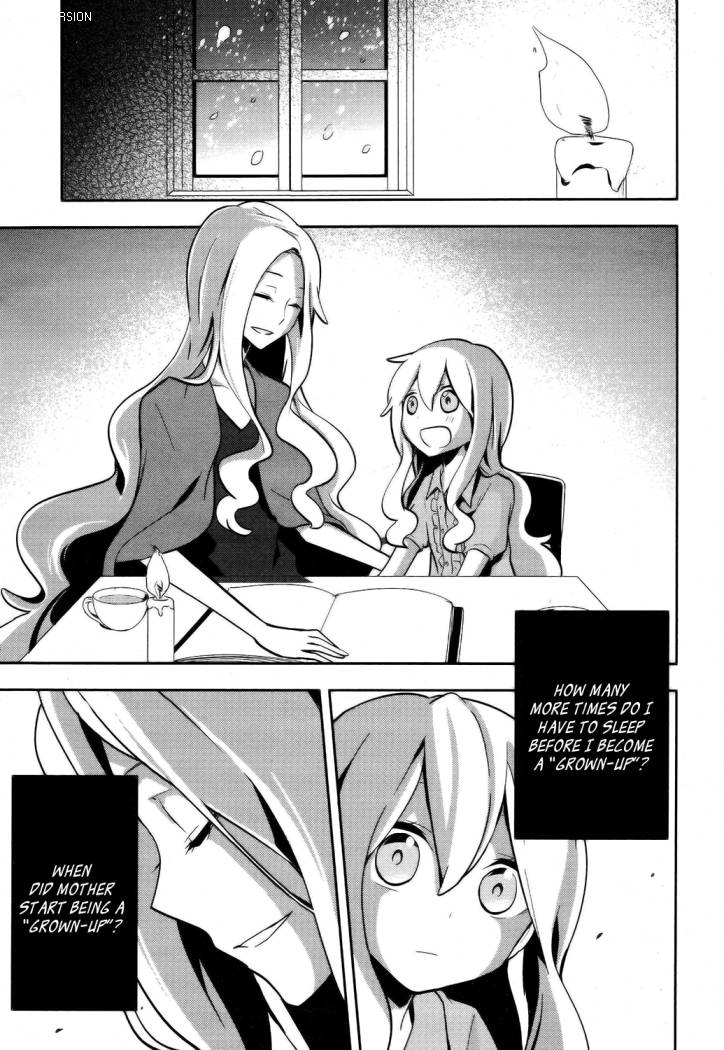 RSION
HOW MANY
MORE TIMES DO I
HAVE TO SLEEP
BEFORE I BECOME
A "GROWN-UP"?
WHEN
DID MOTHER
START BEING A
"GROWN-UP"?